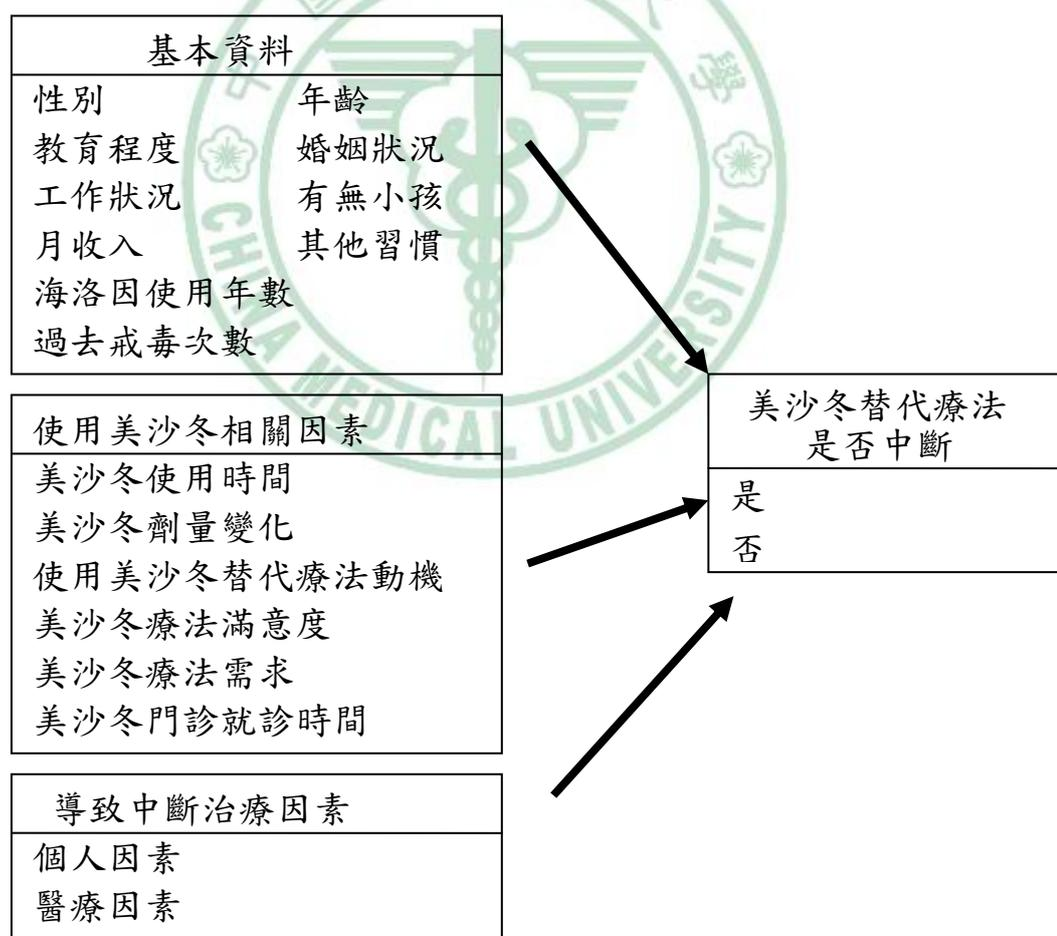 基本資料
性別 年齡
教育程度 婚姻狀況
工作狀況 有無小孩
月收入 其他習慣
海洛因使用年數
過去戒毒次數
使用美沙冬相關因素
美沙冬使用時間
美沙冬劑量變化
使用美沙冬替代療法動機
美沙冬療法滿意度
美沙冬療法需求
美沙冬門診就診時間
導致中斷治療因素
個人因素
醫療因素
美沙冬替代療法
是否中斷
是
否
學
CHINA MEDICAL UNIVERSITY